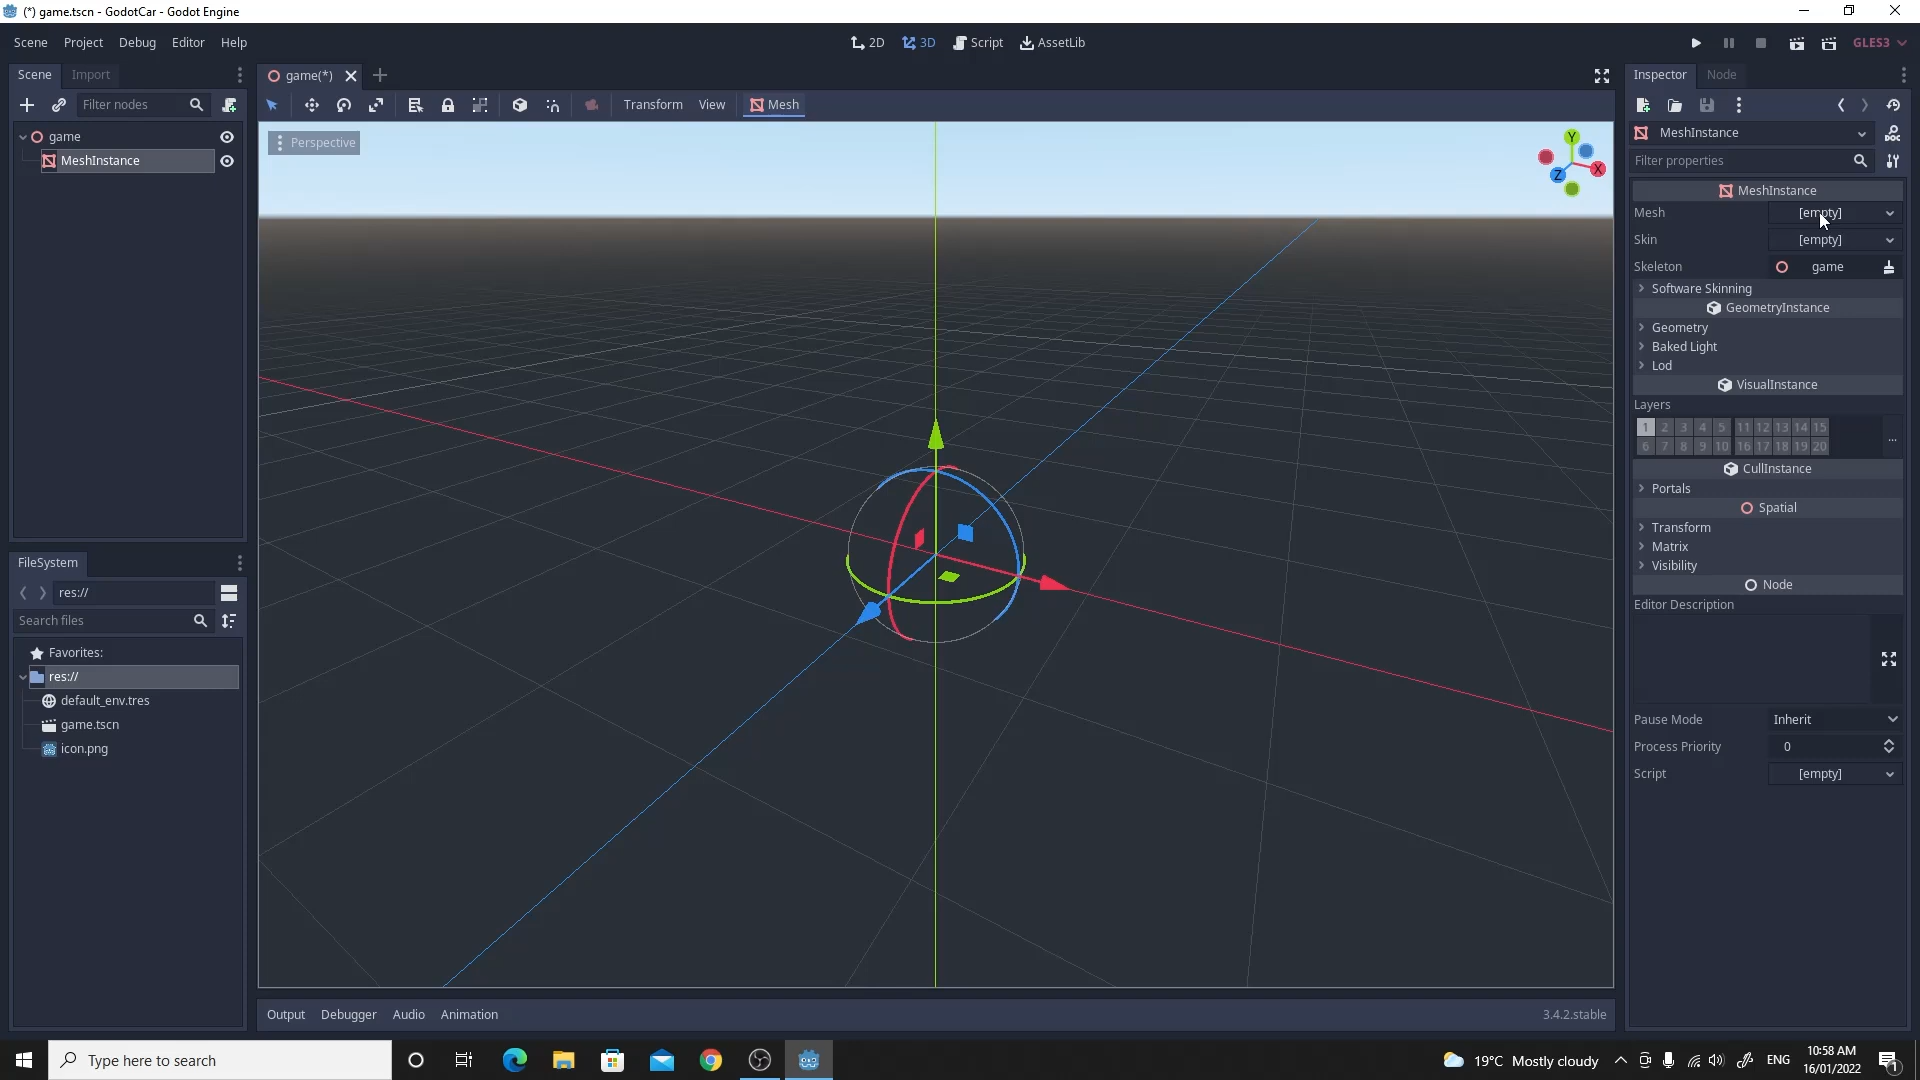 (*) game.tscn - GodotCar - Godot Engine
Scene Project Debug Editor Help
2D 3D Script AssetLib
GLES3
Scene Import
game(*)
Inspector Node
Filter nodes
Transform View Mesh
game
MeshInstance
Perspective
Y
X
Z
MeshInstance
Filter properties
MeshInstance
Mesh [empty]
Skin [empty]
Skeleton game
Software Skinning
GeometryInstance
Geometry
Baked Light
Lod
VisualInstance
Layers
1 2 3 4 5 11 12 13 14 15
6 7 8 9 10 16 17 18 19 20
...
CullInstance
Portals
Spatial
Transform
Matrix
Visibility
Node
Editor Description
Pause Mode Inherit
Process Priority 0
Script [empty]
FileSystem
res://
Search files
Favorites:
res://
default_env.tres
game.tscn
icon.png
Output Debugger Audio Animation
3.4.2.stable
Type here to search
19°C Mostly cloudy
ENG
10:58 AM
16/01/2022
1